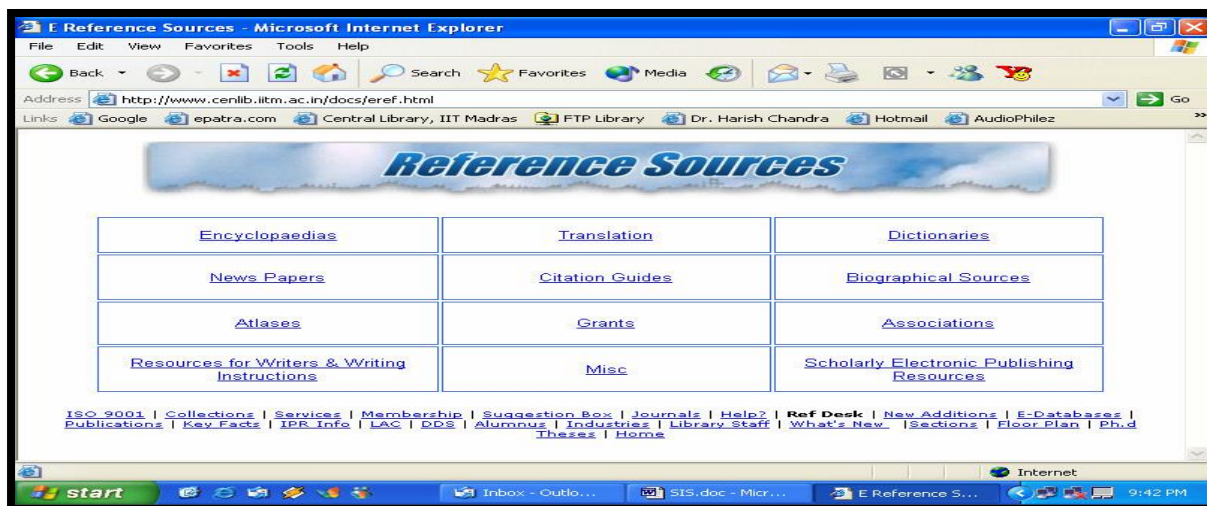 E Reference Sources - Microsoft Internet Explorer
File Edit View Favorites Tools Help
Back Search Favorites Media
Address http://www.cenlib.iitm.ac.in/docs/eref.html Go
Links Google epatra.com Central Library, IIT Madras FTP Library Dr. Harish Chandra Hotmail AudioPhilez »
Reference Sources
Encyclopaedias Translation Dictionaries
News Papers Citation Guides Biographical Sources
Atlases Grants Associations
Resources for Writers & Writing Instructions Misc Scholarly Electronic Publishing Resources
ISO 9001 | Collections | Services | Membership | Suggestion Box | Journals | Help? | Ref Desk | New Additions | E-Databases |
Publications | Key Facts | IPR Info | LAC | DDS | Alumnus | Industries | Library Staff | What's New | Sections | Floor Plan | Ph.d
Theses | Home
Internet
start Inbox - Outlo... SIS.doc - Micr... E Reference S... 9:42 PM